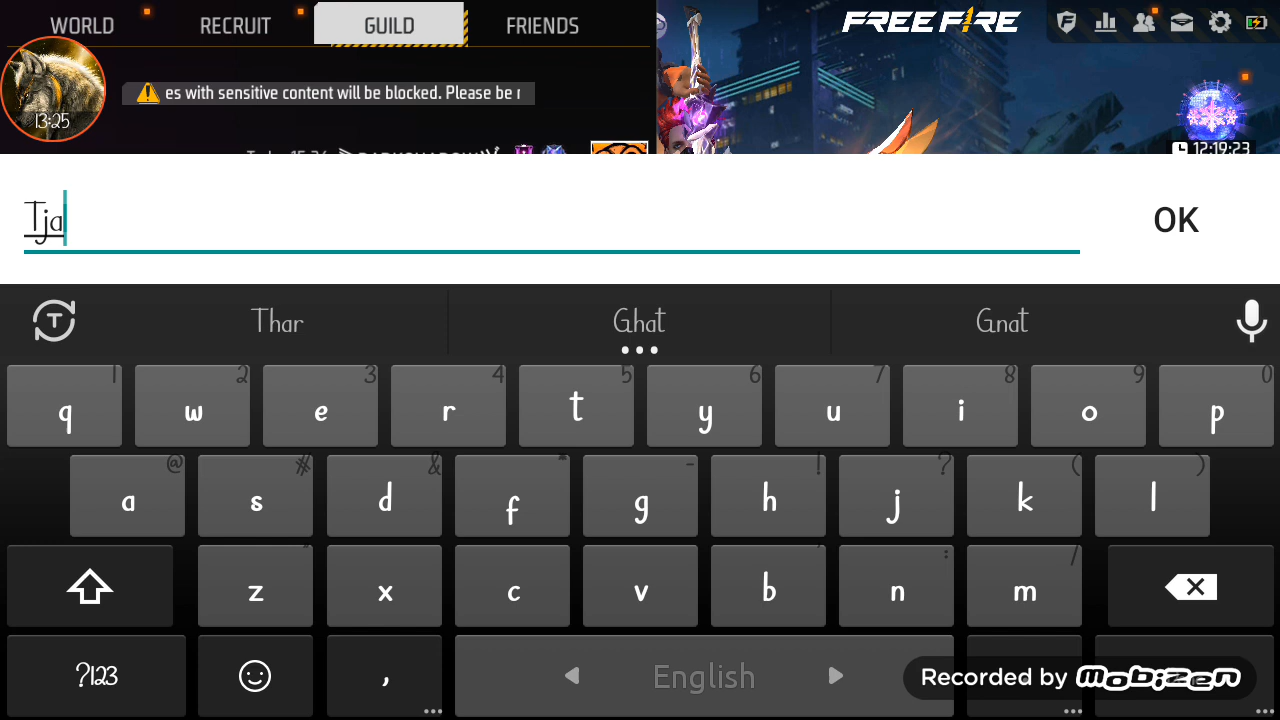 WORLD RECRUIT GUILD FRIENDS FREE FIRE
es with sensitive content will be blocked. Please be
13:25
12:19:23
Tja OK
Thar Ghat Gnat
1 2 3 4 5 6 7 8 9 0
q w e r t y u i o p
@ # & * - ! ? ( )
a s d f g h j k l
: /
z x c v b n m
?123 , English
Recorded by mobizen